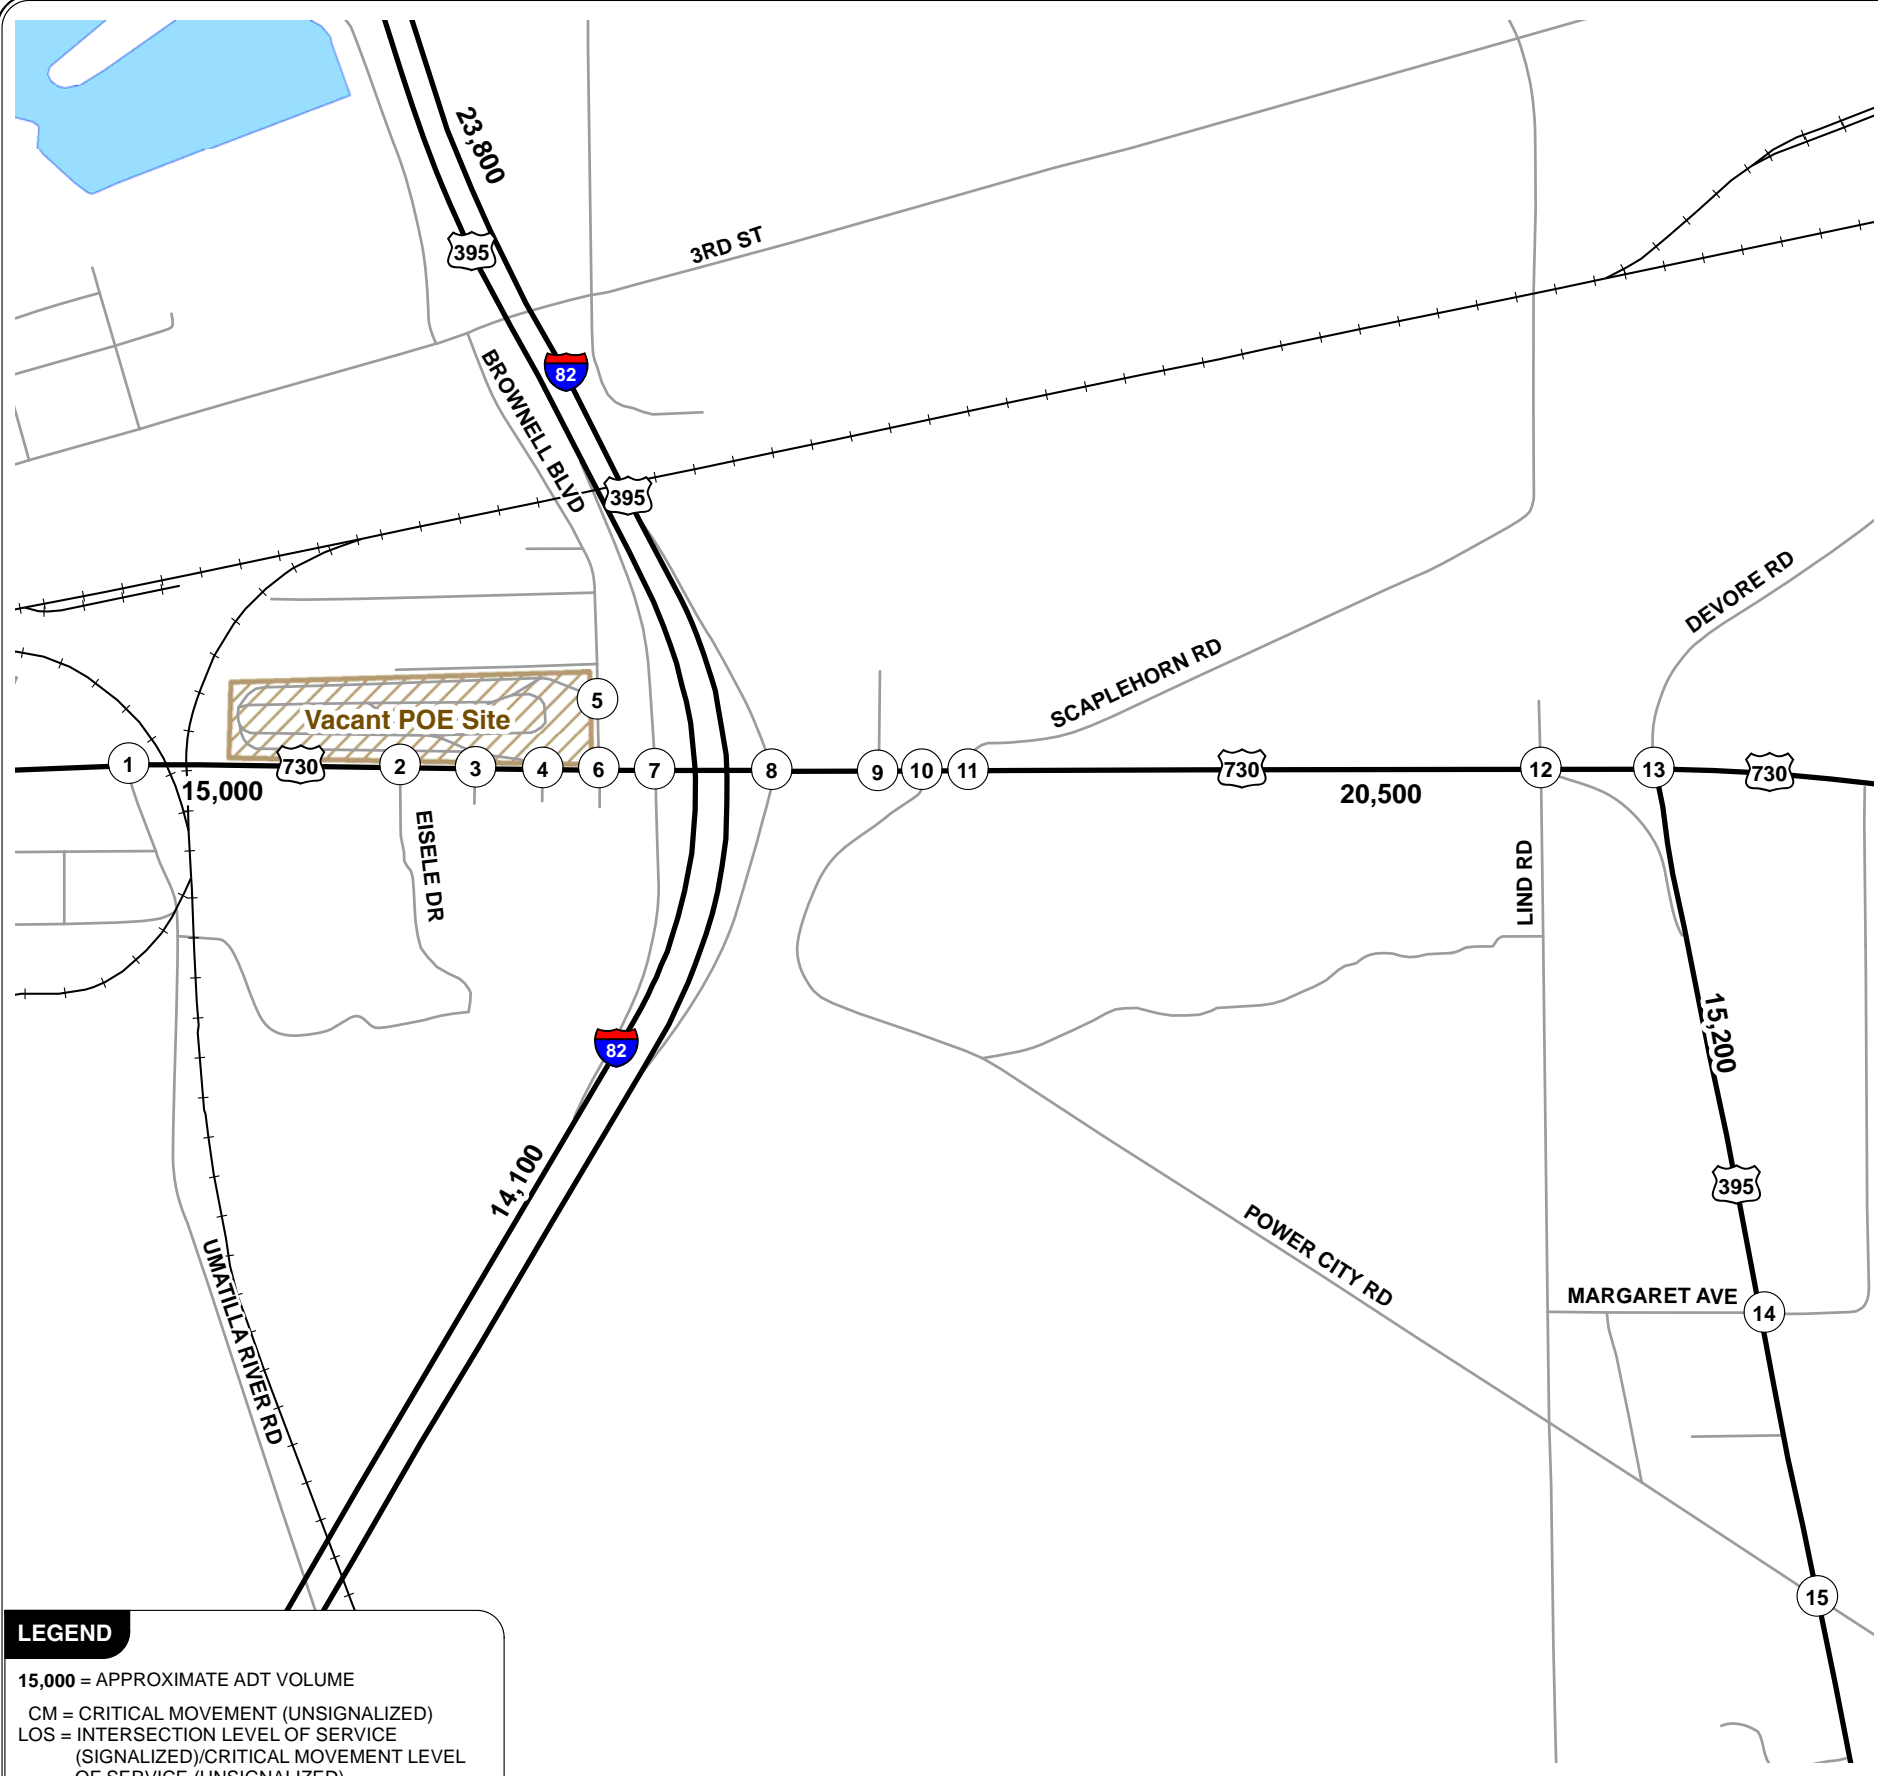 23,800
395
3RD ST
82
BROWNELL BLVD
395
DEVORE RD
SCAPLEHORN RD
5
Vacant POE Site
1
730
2
3
4
6
7
8
9
10
11
730
12
13
730
15,000
20,500
EISELE DR
LIND RD
15,200
82
14,100
395
POWER CITY RD
UMATILLA RIVER RD
MARGARET AVE
14
15
LEGEND
15,000 = APPROXIMATE ADT VOLUME
CM = CRITICAL MOVEMENT (UNSIGNALIZED)
LOS = INTERSECTION LEVEL OF SERVICE
(SIGNALIZED)/CRITICAL MOVEMENT LEVEL
OF SERVICE (UNSIGNALIZED)